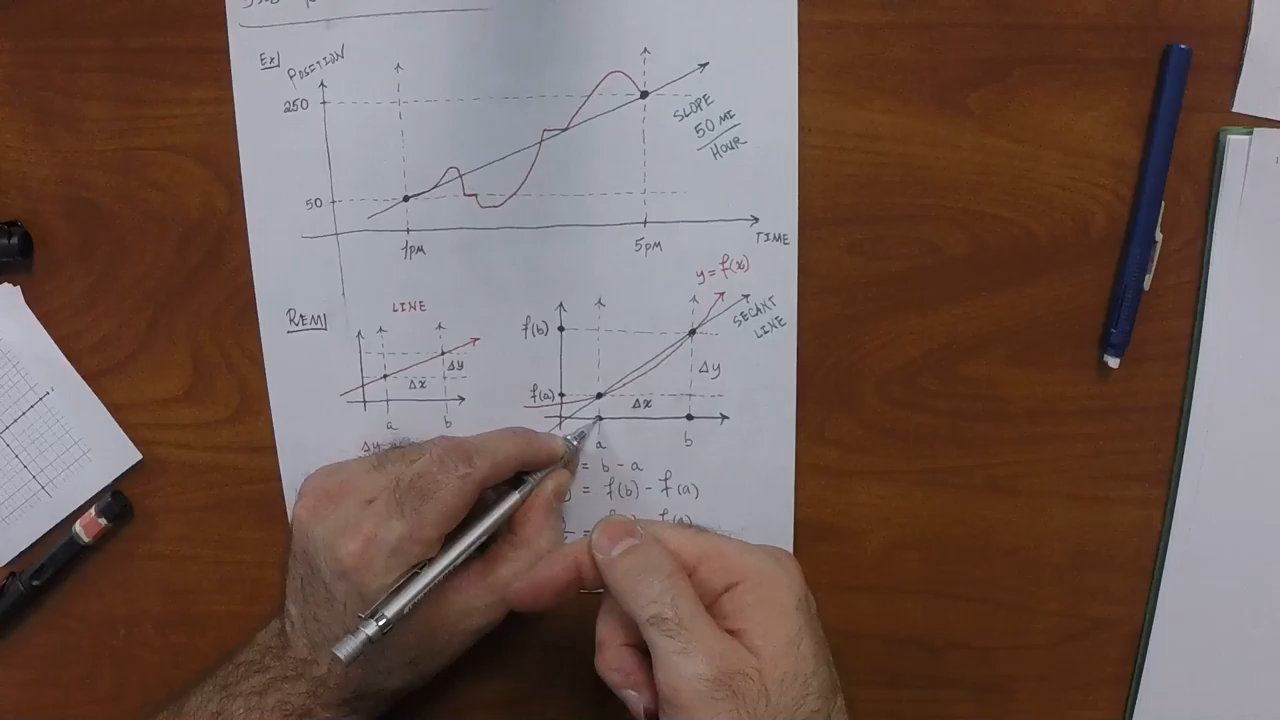 Ex|
POSITION
250
50
1PM
5PM
TIME
SLOPE
50 MI
HOUR
REM|
LINE
Δy
Δx
a
b
Δy
y = f(x)
SECANT
LINE
f(b)
f(a)
Δy
Δx
a
b
= b - a
= f(b) - f(a)